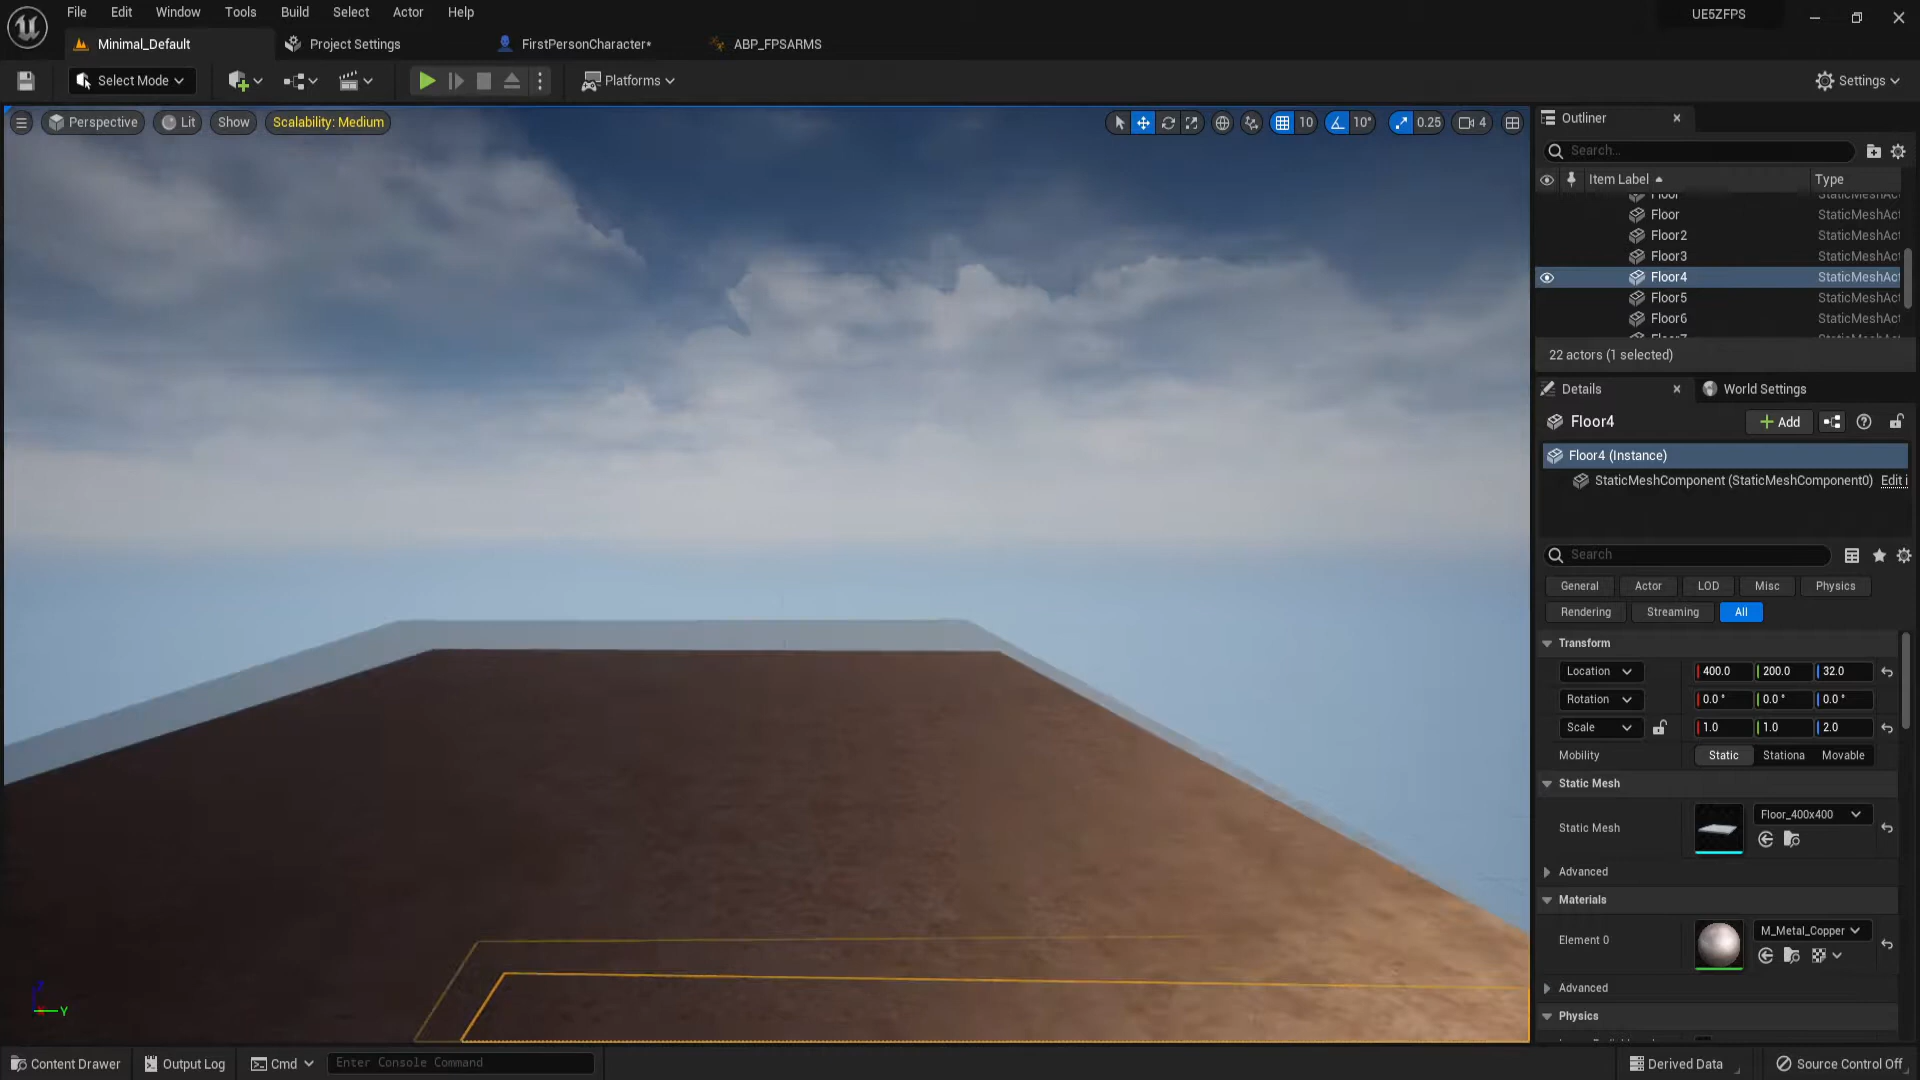 File Edit Window Tools Build Select Actor Help UE5ZFPS
Minimal_Default Project Settings FirstPersonCharacter* ABP_FPSARMS
Select Mode Platforms Settings
Perspective Lit Show Scalability: Medium 10 10° 0.25 4
Outliner
Search...
Item Label Type
Floor StaticMeshAct
Floor StaticMeshAct
Floor2 StaticMeshAct
Floor3 StaticMeshAct
Floor4 StaticMeshAct
Floor5 StaticMeshAct
Floor6 StaticMeshAct
22 actors (1 selected)
Details World Settings
Floor4 Add
Floor4 (Instance)
StaticMeshComponent (StaticMeshComponent0) Edit i
Search
General Actor LOD Misc Physics
Rendering Streaming All
Transform
Location 400.0 200.0 32.0
Rotation 0.0 ° 0.0 ° 0.0 °
Scale 1.0 1.0 2.0
Mobility Static Stationa Movable
Static Mesh
Static Mesh Floor_400x400
Advanced
Materials
Element 0 M_Metal_Copper
Advanced
Physics
Y
Content Drawer Output Log Cmd Enter Console Command Derived Data Source Control Off